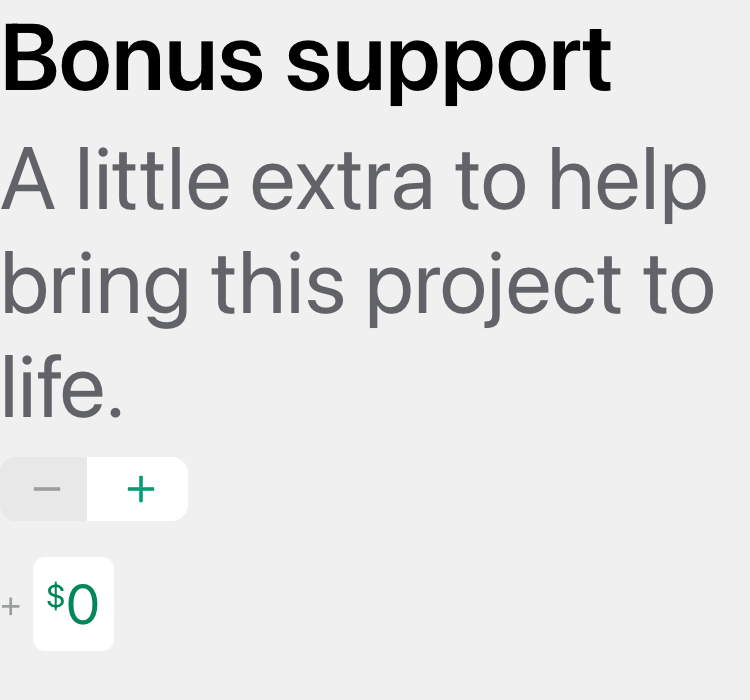 Bonus support
A little extra to help
bring this project to
life.
− +
+ $0